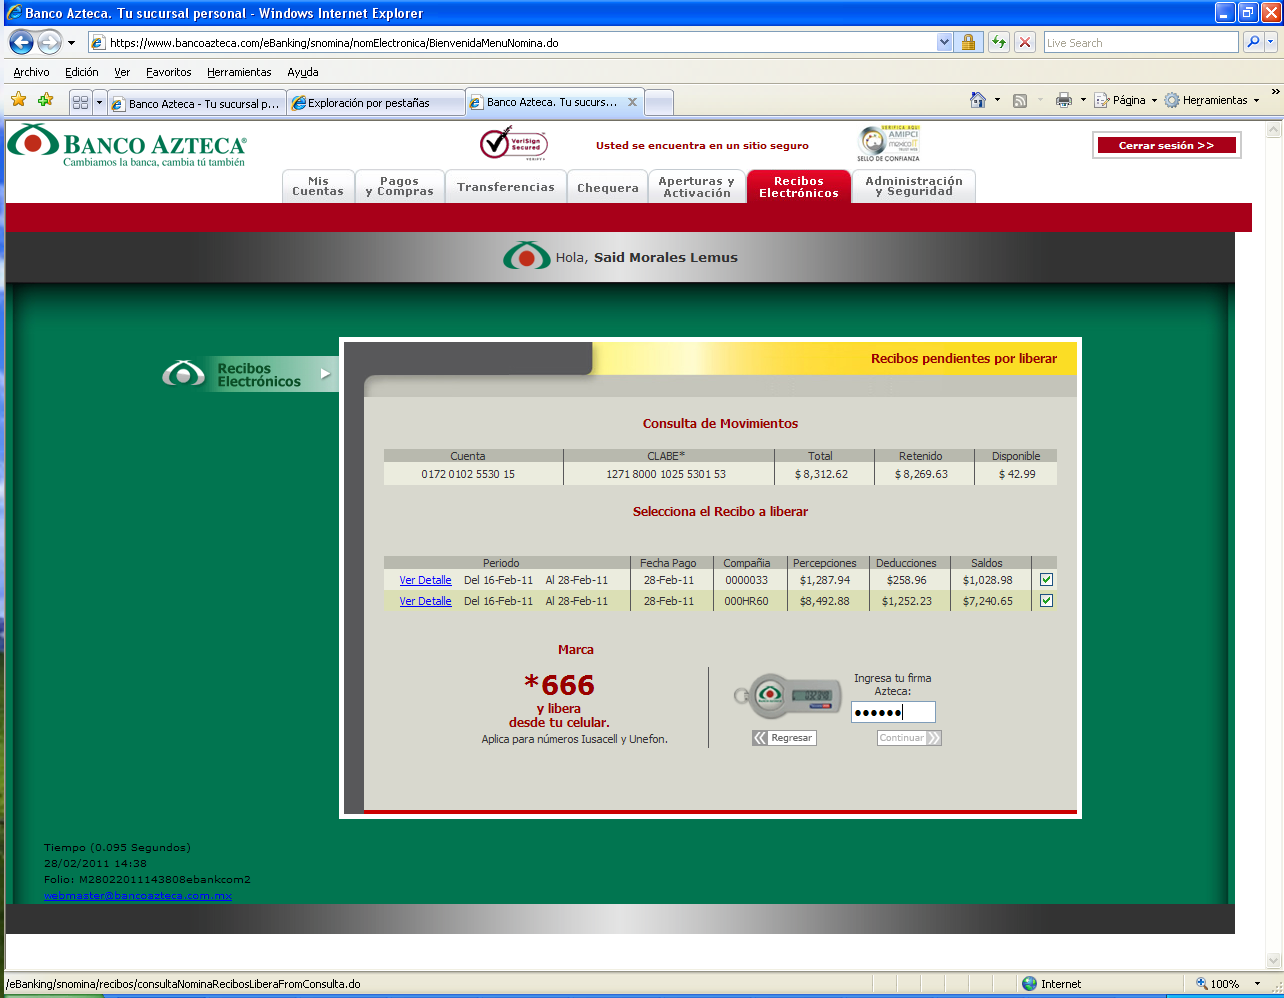 Banco Azteca. Tu sucursal personal - Windows Internet Explorer
https://www.bancoazteca.com/eBanking/snomina/nomElectronica/BienvenidaMenuNomina.do
Live Search
Archivo Edición Ver Favoritos Herramientas Ayuda
Banco Azteca - Tu sucursal p... Exploración por pestañas Banco Azteca. Tu sucurs... Página Herramientas
BANCO AZTECA
Cambiamos la banca, cambia tú también
VeriSign Secured
VERIFY
Usted se encuentra en un sitio seguro
VERIFICA AQUI
AMIPCI
SELLO DE CONFIANZA
Cerrar sesión >>
Mis Cuentas
Pagos y Compras
Transferencias
Chequera
Aperturas y Activación
Recibos Electrónicos
Administración y Seguridad
Hola, Said Morales Lemus
Recibos Electrónicos
Recibos pendientes por liberar
Consulta de Movimientos
Cuenta CLABE* Total Retenido Disponible
0172 0102 5530 15 1271 8000 1025 5301 53 $ 8,312.62 $ 8,269.63 $ 42.99
Selecciona el Recibo a liberar
Periodo Fecha Pago Compañia Percepciones Deducciones Saldos
Ver Detalle Del 16-Feb-11 Al 28-Feb-11 28-Feb-11 0000033 $1,287.94 $258.96 $1,028.98
Ver Detalle Del 16-Feb-11 Al 28-Feb-11 28-Feb-11 000HR60 $8,492.88 $1,252.23 $7,240.65
Marca
*666
y libera
desde tu celular.
Aplica para números Iusacell y Unefon.
Ingresa tu firma
Azteca:
••••••
Regresar Continuar
Tiempo (0.095 Segundos)
28/02/2011 14:38
Folio: M28022011143808ebankcom2
webmaster@bancoazteca.com.mx
/eBanking/snomina/recibos/consultaNominaRecibosLiberaFromConsulta.do Internet 100%